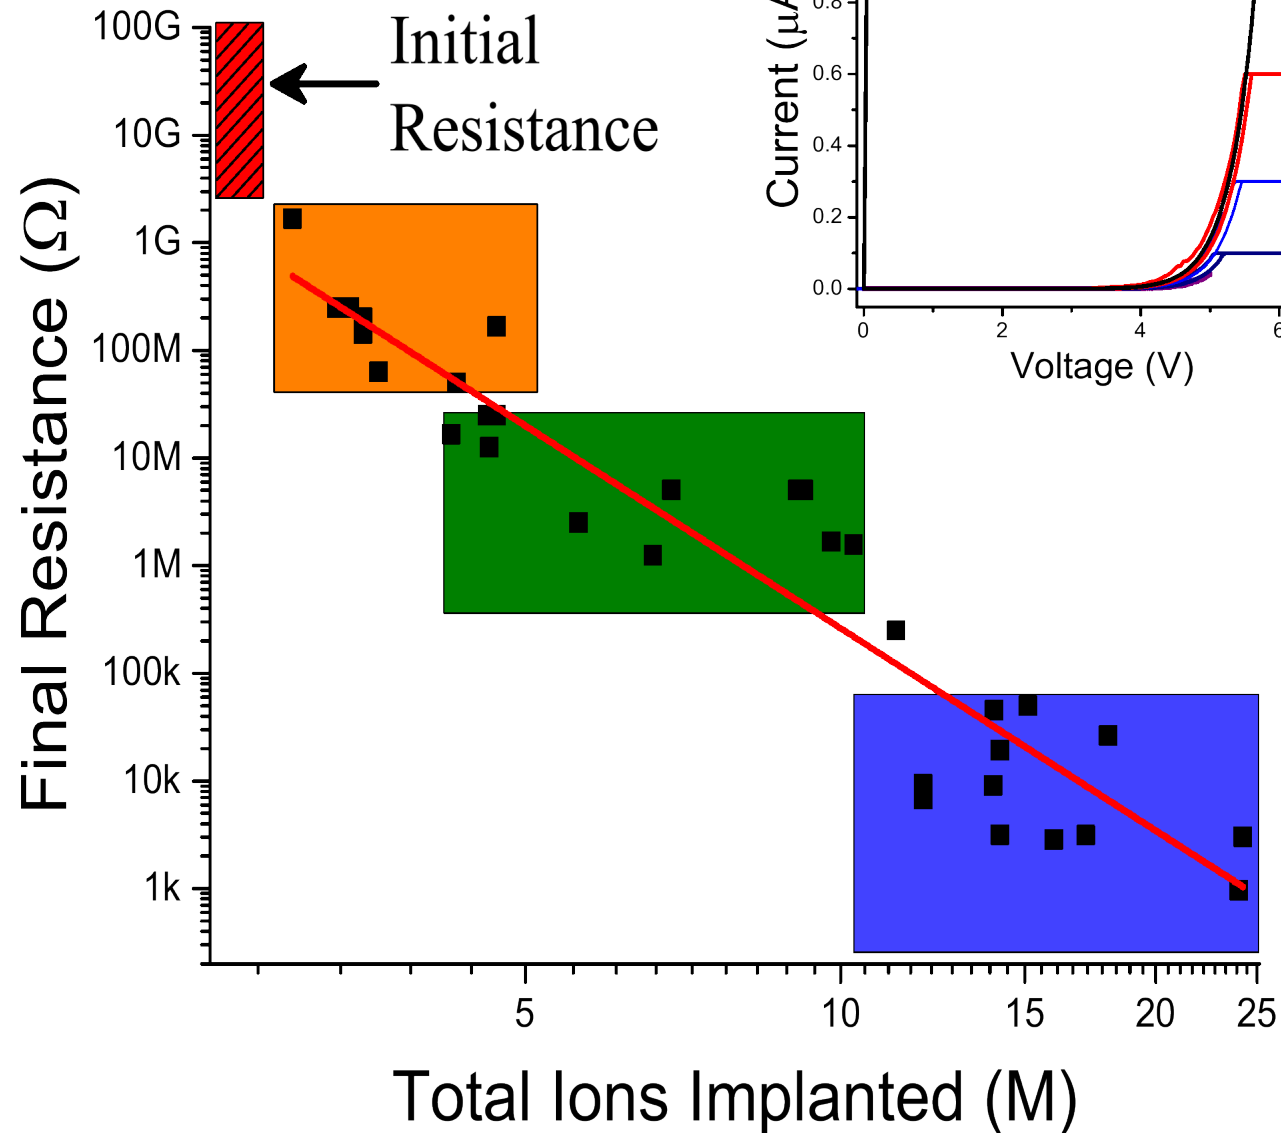 100G
10G
1G
100M
10M
1M
100k
10k
1k
Final Resistance (Ω)
Initial
Resistance
5
10
15
20
25
Total Ions Implanted (M)
0.8
0.6
0.4
0.2
0.0
Current (μA
0
2
4
6
Voltage (V)